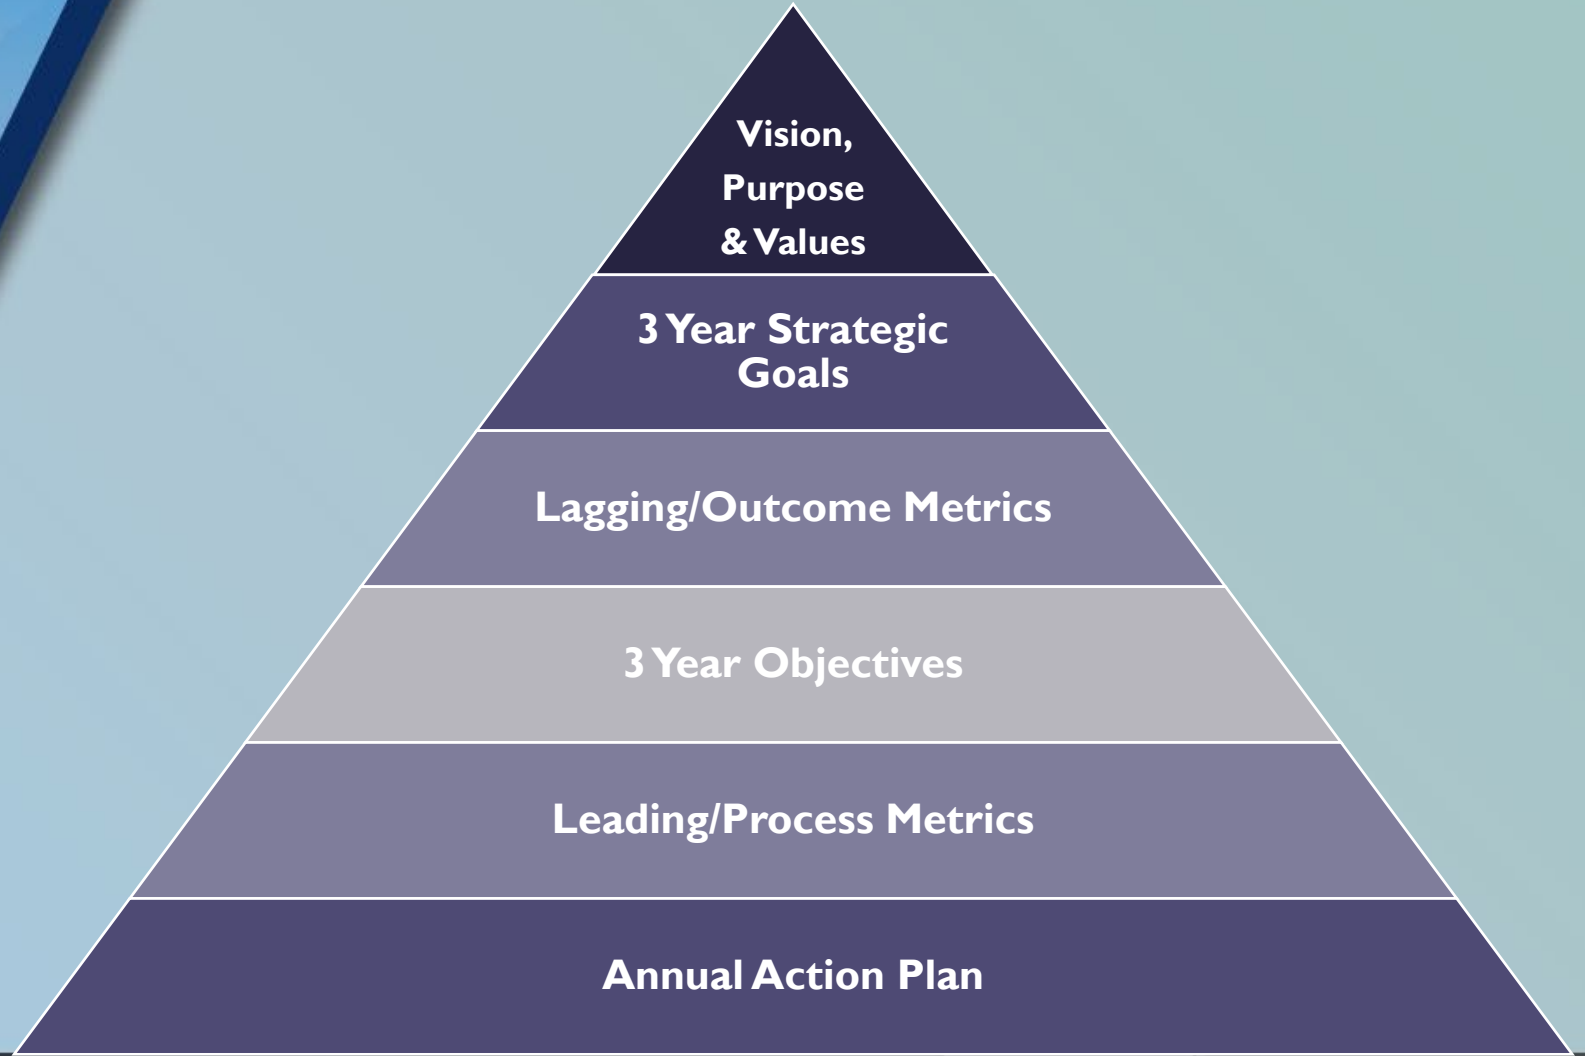 Vision,
Purpose
& Values
3 Year Strategic
Goals
Lagging/Outcome Metrics
3 Year Objectives
Leading/Process Metrics
Annual Action Plan